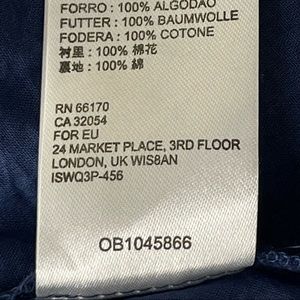 FORRO : 100% ALGODAO
FUTTER : 100% BAUMWOLLE
FODERA : 100% COTONE
衬里 : 100% 棉花
裏地 : 100% 綿
RN 66170
CA 32054
FOR EU
24 MARKET PLACE, 3RD FLOOR
LONDON, UK WIS8AN
ISWQ3P-456
OB1045866